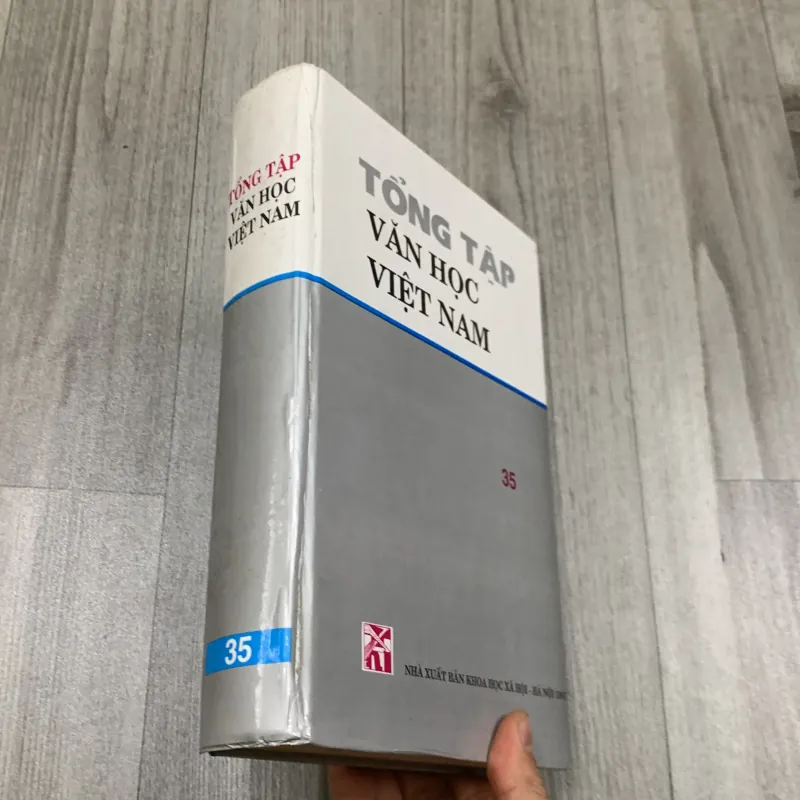 TỔNG TẬP
VĂN HỌC
VIỆT NAM
35
TỔNG TẬP
VĂN HỌC
VIỆT NAM
35
NHÀ XUẤT BẢN KHOA HỌC XÃ HỘI - HÀ NỘI